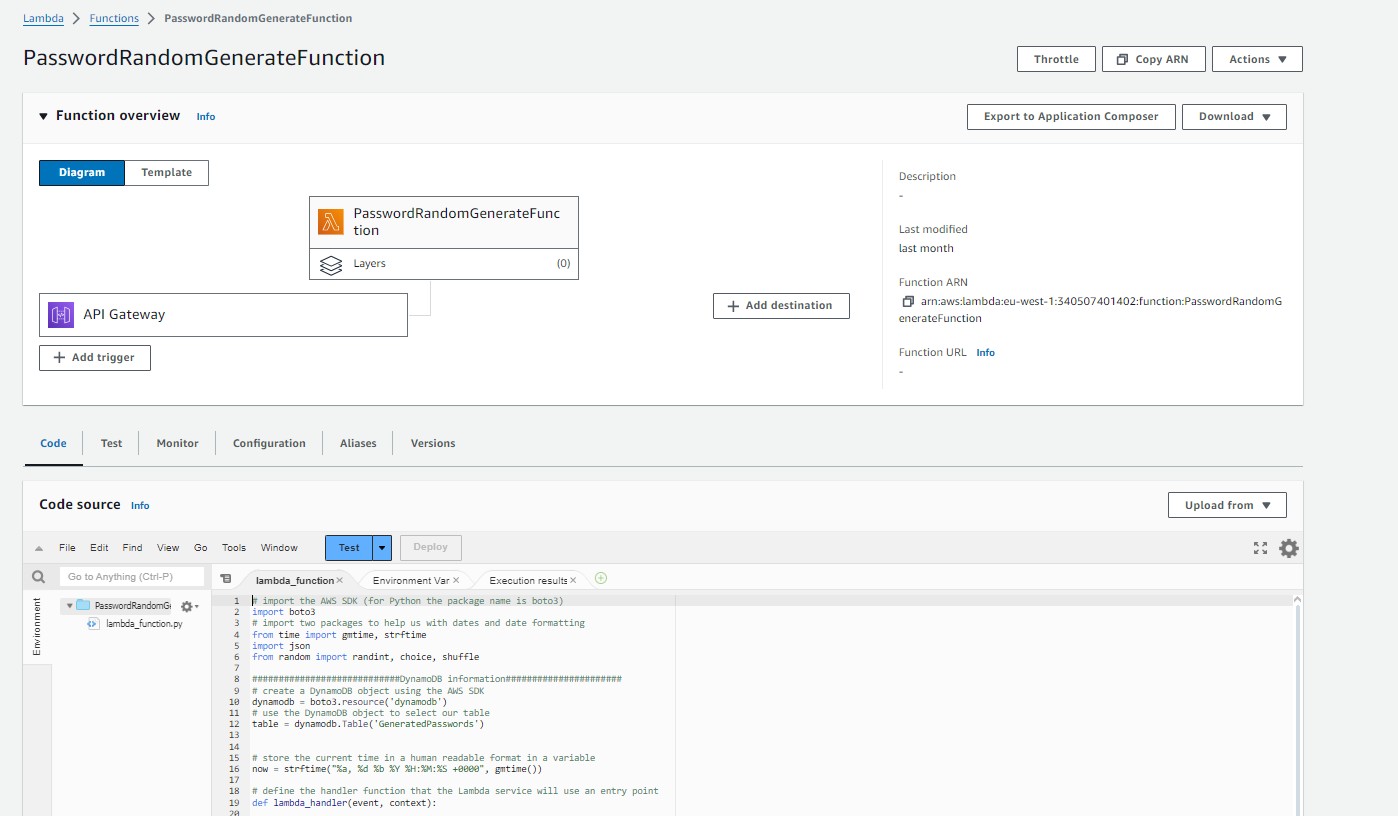 Lambda > Functions > PasswordRandomGenerateFunction
PasswordRandomGenerateFunction
Throttle
Copy ARN
Actions
Function overview
Info
Export to Application Composer
Download
Diagram
Template
PasswordRandomGenerateFunc
tion
Layers
(0)
API Gateway
+ Add trigger
+ Add destination
Description
-
Last modified
last month
Function ARN
arn:aws:lambda:eu-west-1:340507401402:function:PasswordRandomG
enerateFunction
Function URL
Info
-
Code
Test
Monitor
Configuration
Aliases
Versions
Code source
Info
Upload from
File
Edit
Find
View
Go
Tools
Window
Test
Deploy
Go to Anything (Ctrl-P)
Environment
PasswordRandomG
lambda_function.py
lambda_function
Environment Var
Execution results
1 # import the AWS SDK (for Python the package name is boto3)
2 import boto3
3 # import two packages to help us with dates and date formatting
4 from time import gmtime, strftime
5 import json
6 from random import randint, choice, shuffle
7
8 ############################DynamoDB information######################
9 # create a DynamoDB object using the AWS SDK
10 dynamodb = boto3.resource('dynamodb')
11 # use the DynamoDB object to select our table
12 table = dynamodb.Table('GeneratedPasswords')
13
14
15 # store the current time in a human readable format in a variable
16 now = strftime("%a, %d %b %Y %H:%M:%S +0000", gmtime())
17
18 # define the handler function that the Lambda service will use an entry point
19 def lambda_handler(event, context):
20